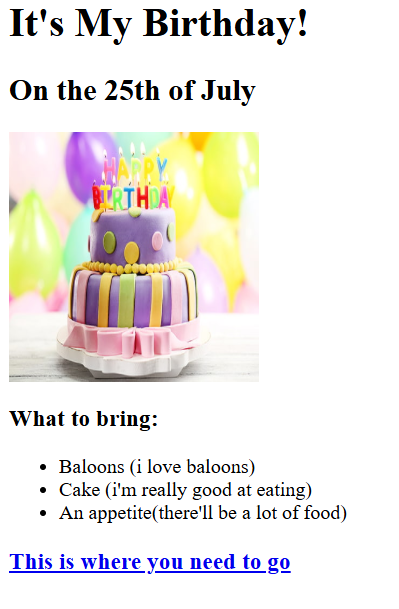 It's My Birthday!
On the 25th of July
HAPPY
BIRTHDAY
What to bring:
Baloons (i love baloons)
Cake (i'm really good at eating)
An appetite(there'll be a lot of food)
This is where you need to go